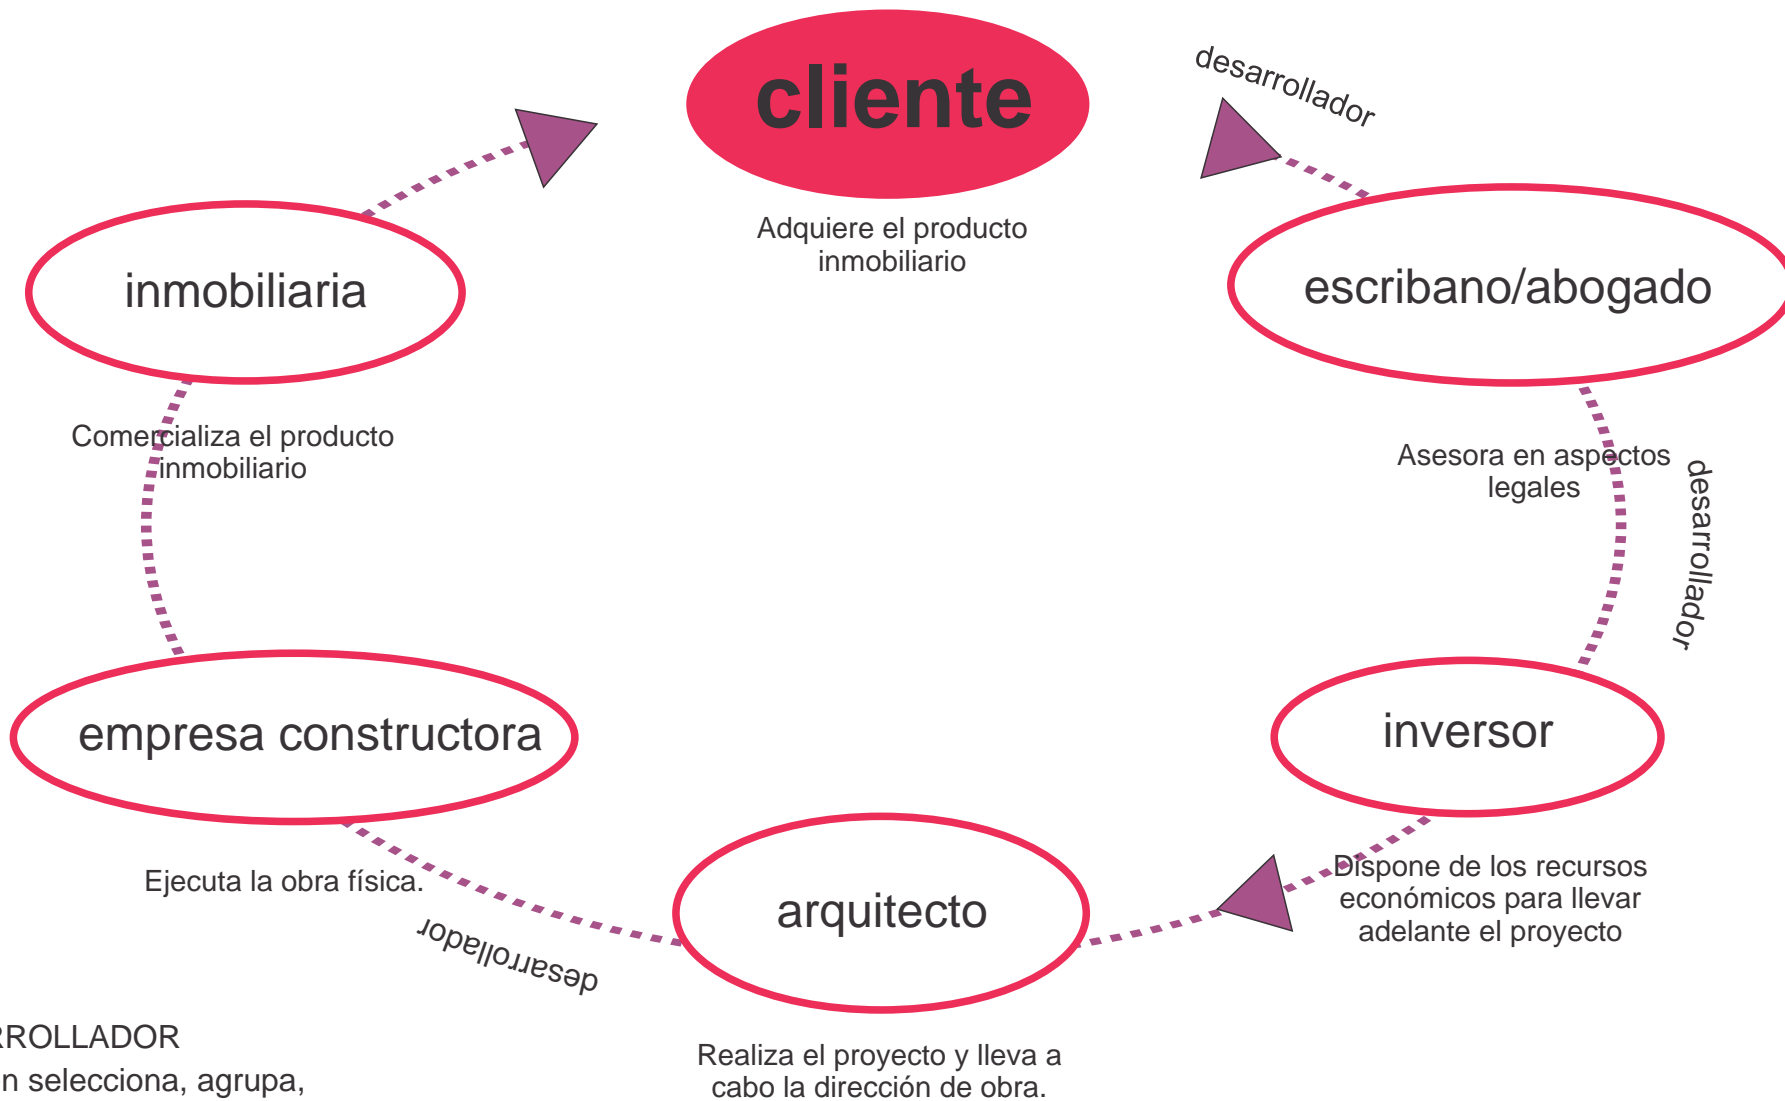 cliente
desarrollador
Adquiere el producto
inmobiliario
inmobiliaria
escribano/abogado
Comercializa el producto
inmobiliario
Asesora en aspectos
legales
desarrollador
empresa constructora
inversor
Ejecuta la obra física.
arquitecto
Dispone de los recursos
económicos para llevar
adelante el proyecto
desarrollador
RROLLADOR
n selecciona, agrupa,
Realiza el proyecto y lleva a
cabo la dirección de obra.